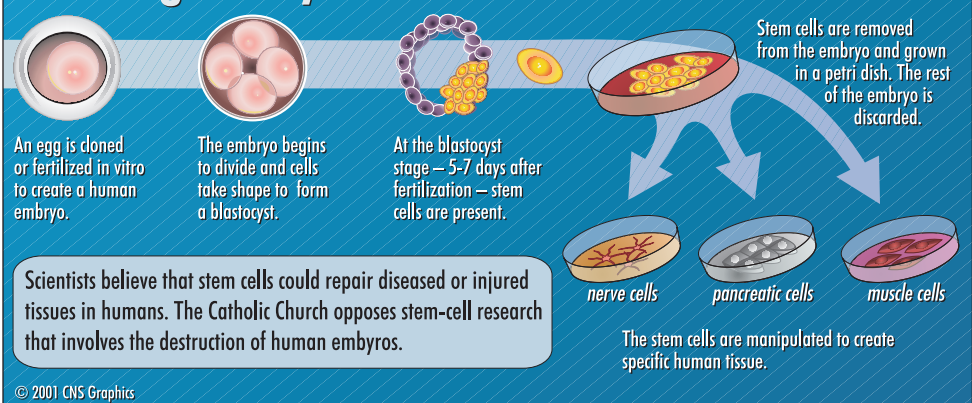 An egg is cloned
or fertilized in vitro
to create a human
embryo.
The embryo begins
to divide and cells
take shape to form
a blastocyst.
At the blastocyst
stage – 5-7 days after
fertilization – stem
cells are present.
Stem cells are removed
from the embryo and grown
in a petri dish. The rest
of the embryo is
discarded.
nerve cells
pancreatic cells
muscle cells
The stem cells are manipulated to create
specific human tissue.
Scientists believe that stem cells could repair diseased or injured
tissues in humans. The Catholic Church opposes stem-cell research
that involves the destruction of human embyros.
© 2001 CNS Graphics